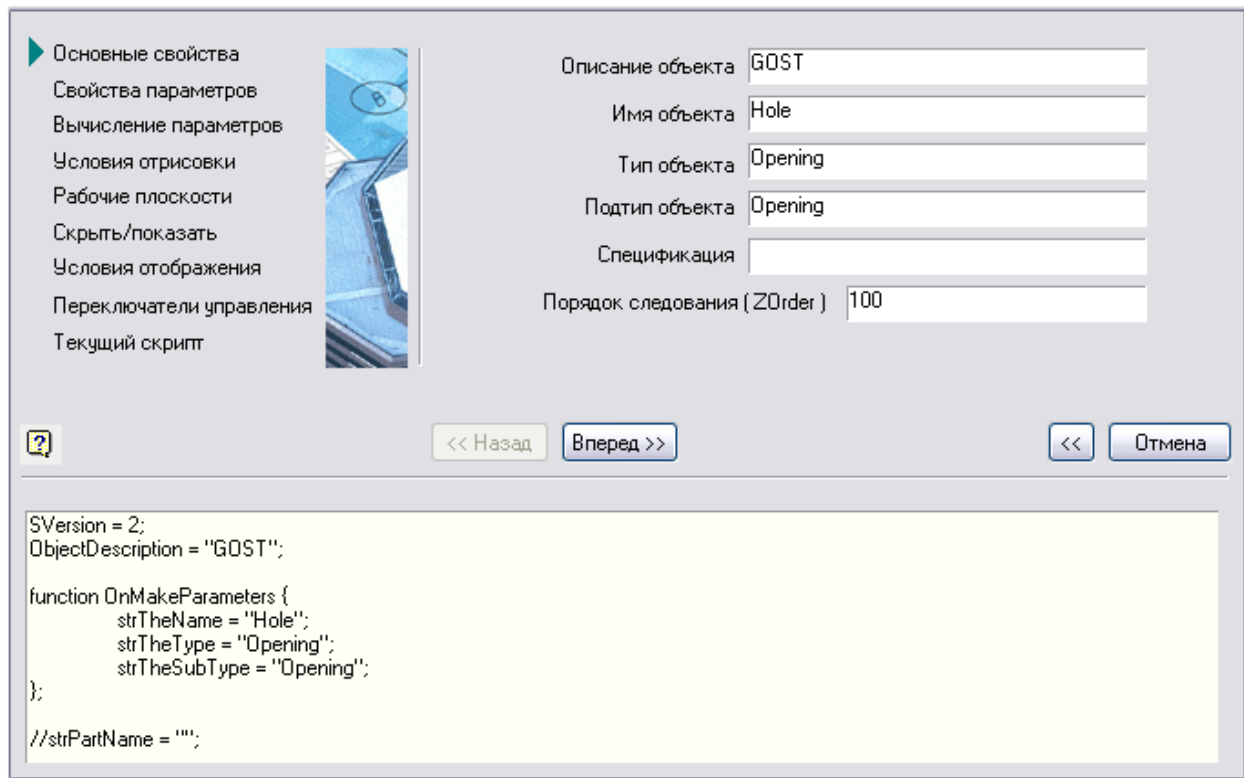 Основные свойства
Свойства параметров
Вычисление параметров
Условия отрисовки
Рабочие плоскости
Скрыть/показать
Условия отображения
Переключатели управления
Текущий скрипт
B
Описание объекта GOST
Имя объекта Hole
Тип объекта Opening
Подтип объекта Opening
Спецификация
Порядок следования ( ZOrder ) 100
?
<< Назад Вперед >> << Отмена
SVersion = 2;
ObjectDescription = "GOST";
function OnMakeParameters {
strTheName = "Hole";
strTheType = "Opening";
strTheSubType = "Opening";
};
//strPartName = "";